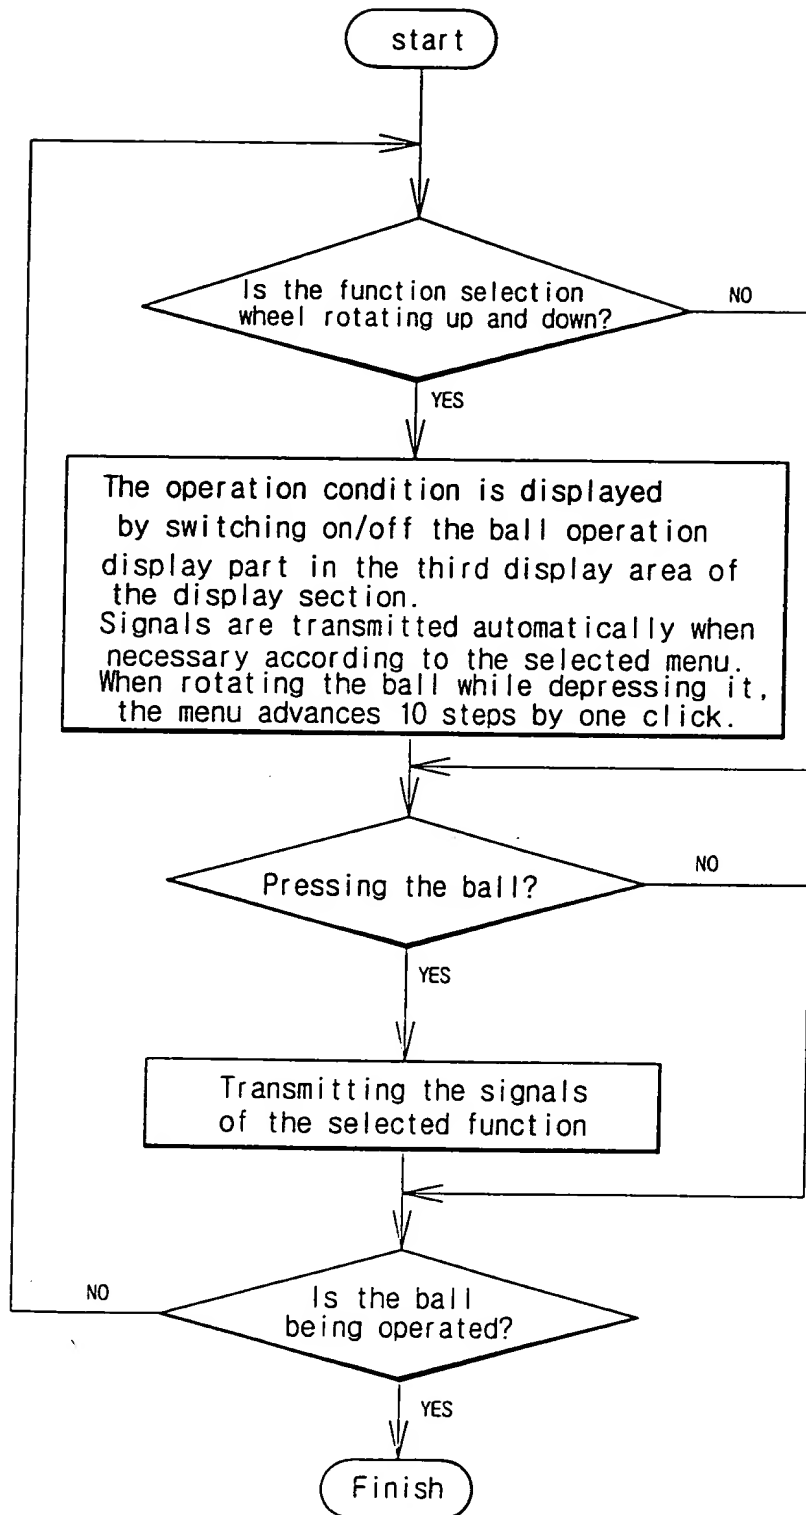 start
Is the function selection
wheel rotating up and down?
NO
YES
The operation condition is displayed
by switching on/off the ball operation
display part in the third display area of
the display section.
Signals are transmitted automatically when
necessary according to the selected menu.
When rotating the ball while depressing it,
the menu advances 10 steps by one click.
Pressing the ball?
NO
YES
Transmitting the signals
of the selected function
NO
Is the ball
being operated?
YES
Finish